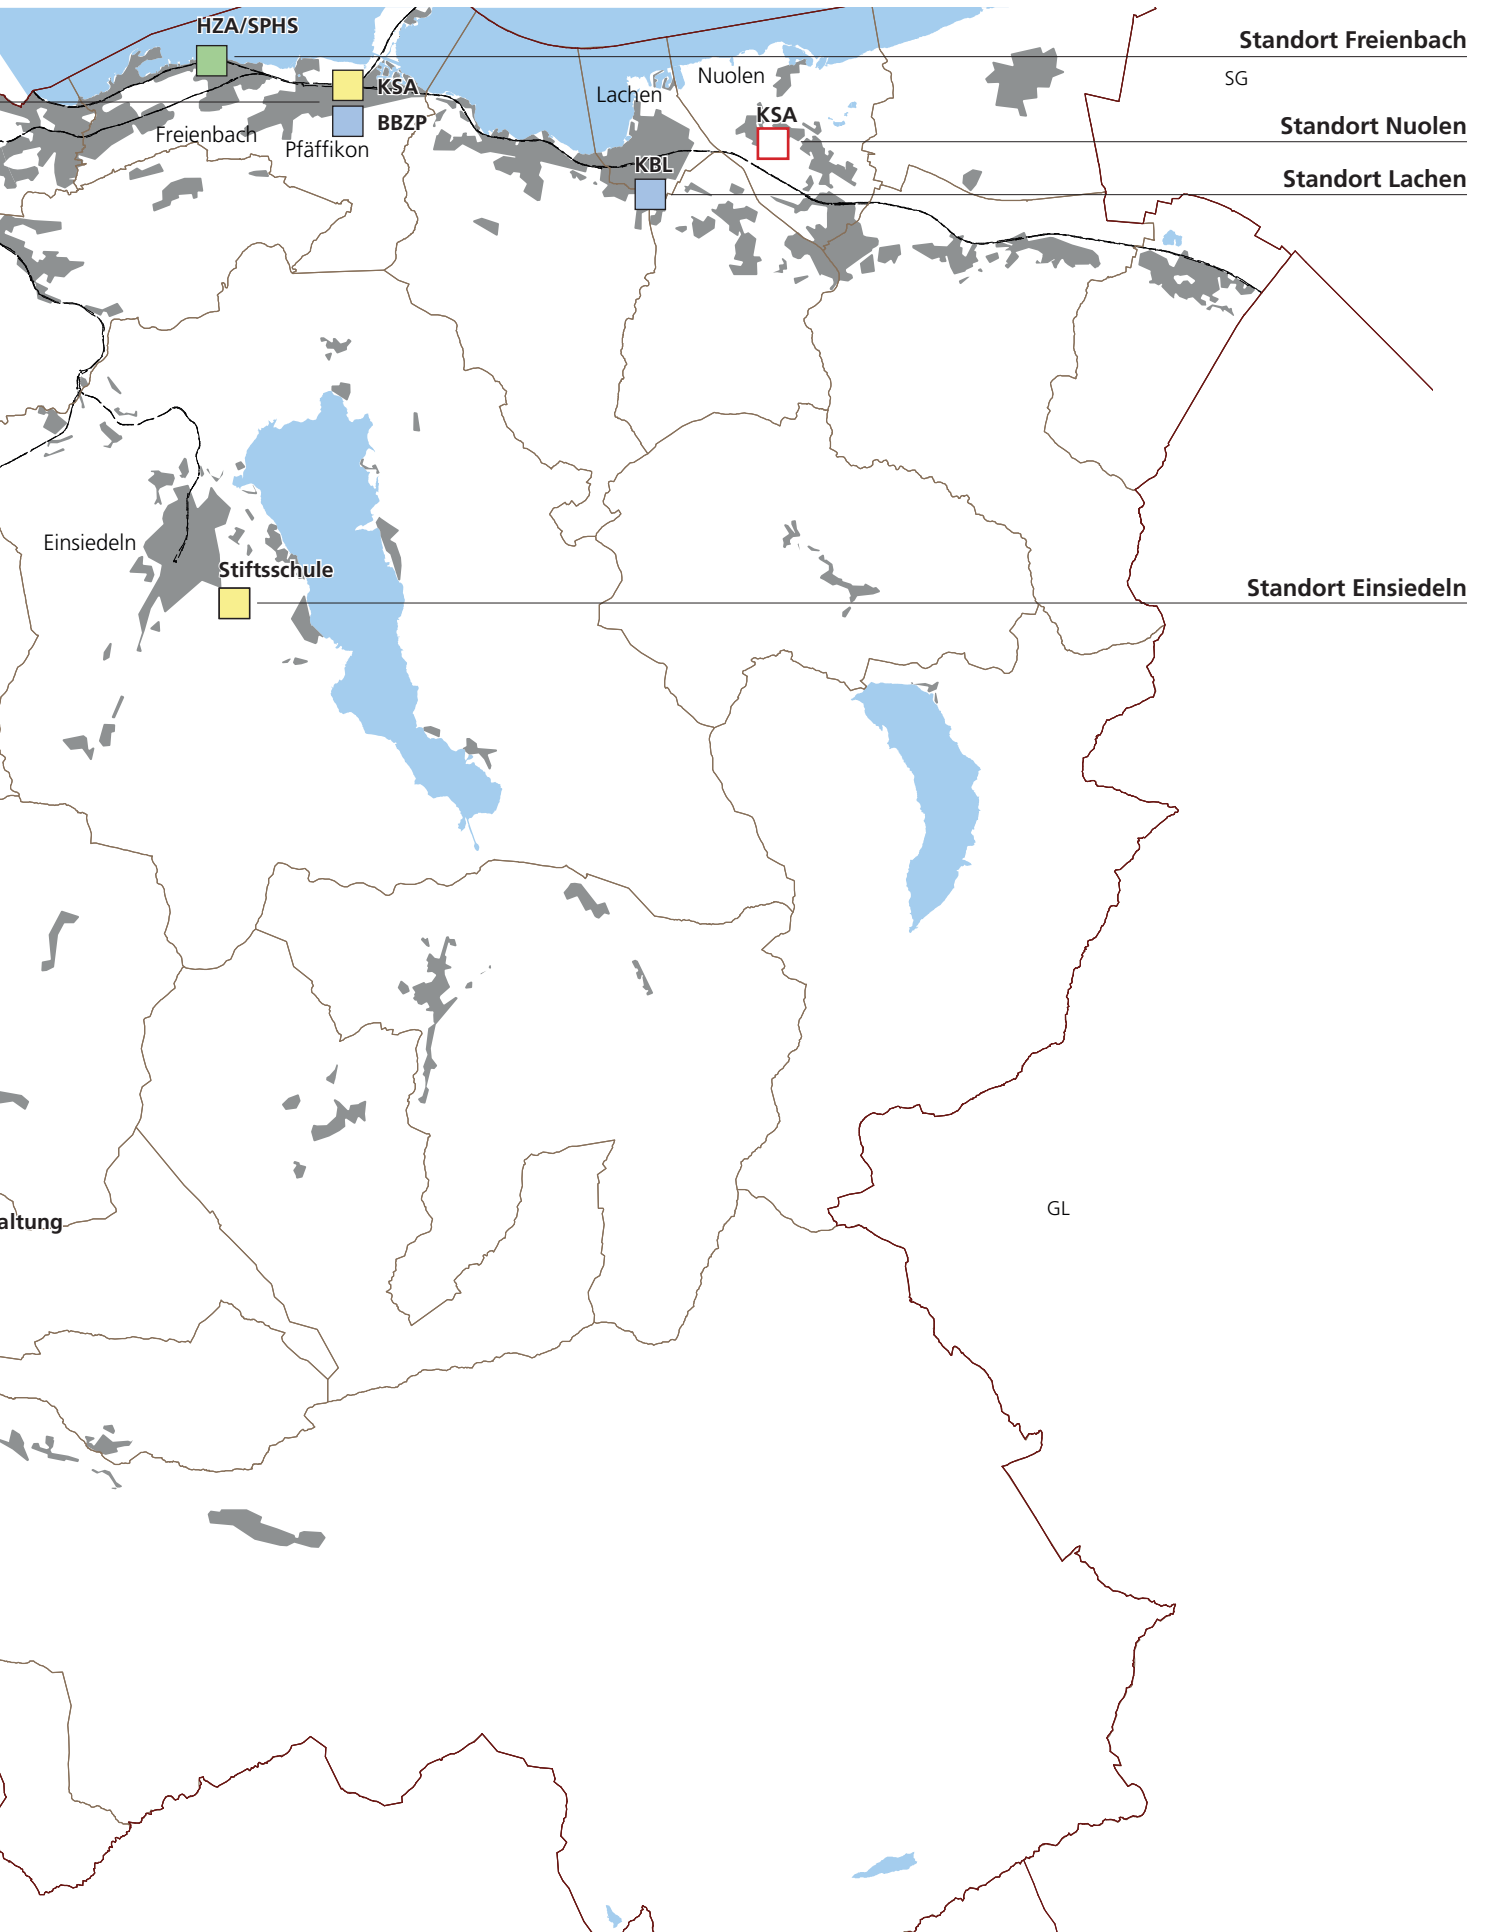 HZA/SPHS
Standort Freienbach
SG
Nuolen
KSA
Lachen
KSA
BBZP
Standort Nuolen
Freienbach
Pfäffikon
KBL
Standort Lachen
Einsiedeln
Stiftsschule
Standort Einsiedeln
GL
altung